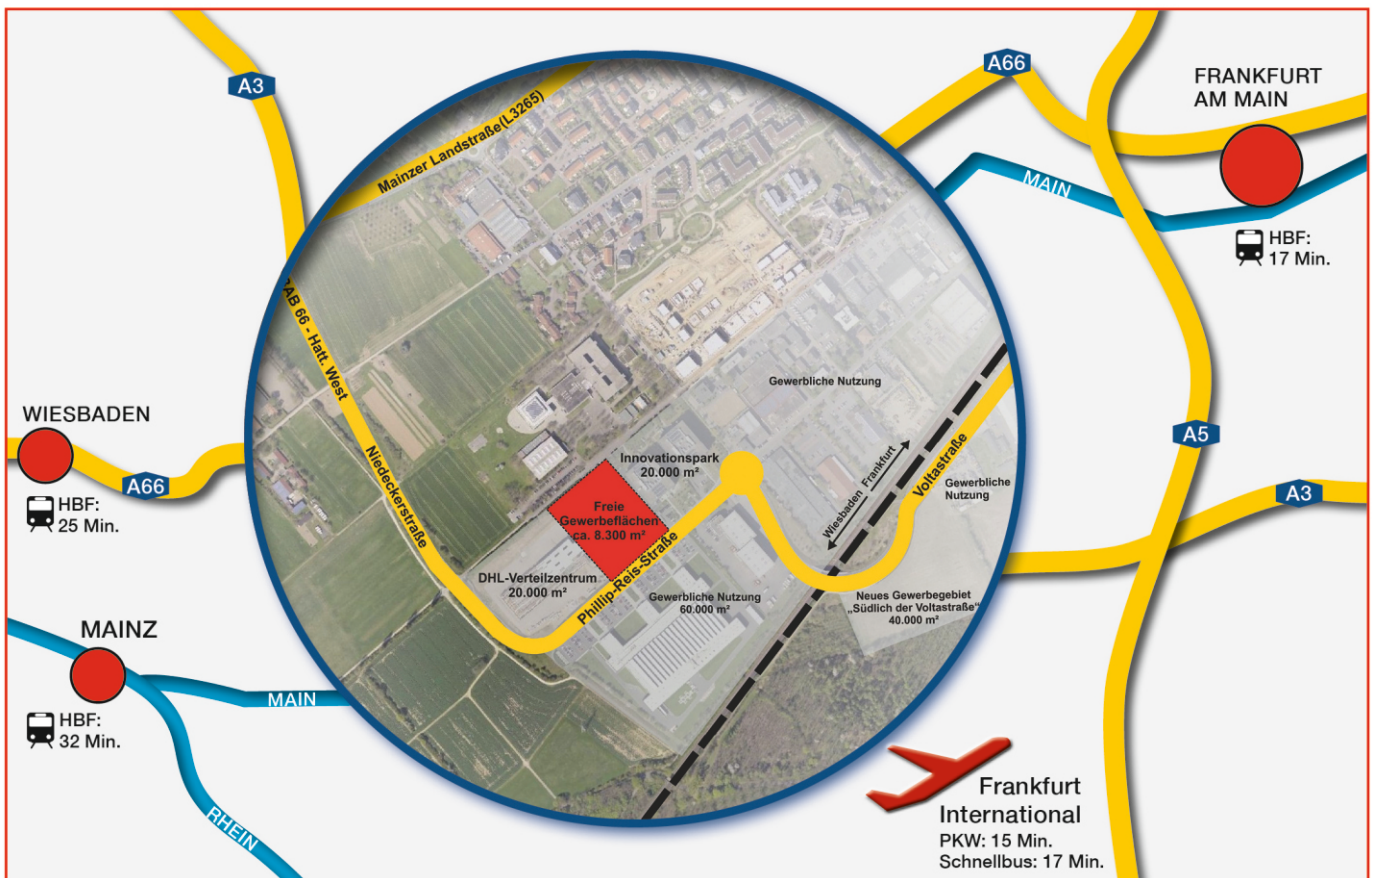 A3
A66
FRANKFURT
AM MAIN
MAIN
HBF:
17 Min.
Mainzer Landstraße(L3265)
BAB 66 - Hatt. West
Niedeckerstraße
Gewerbliche Nutzung
Innovationspark
20.000 m²
Freie
Gewerbeflächen
ca. 8.300 m²
Wiesbaden Frankfurt
Voltastraße
Gewerbliche
Nutzung
DHL-Verteilzentrum
20.000 m²
Phillip-Reis-Straße
Gewerbliche Nutzung
60.000 m²
Neues Gewerbegebiet
„Südlich der Voltastraße“
40.000 m²
WIESBADEN
A66
HBF:
25 Min.
A5
A3
MAINZ
MAIN
HBF:
32 Min.
RHEIN
Frankfurt
International
PKW: 15 Min.
Schnellbus: 17 Min.